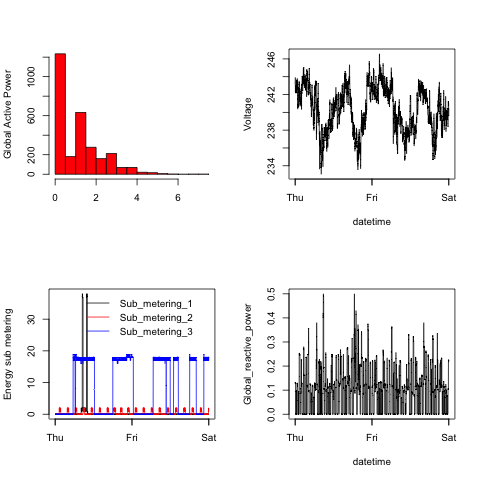 Global Active Power
0 200 600 1000
0 2 4 6
Voltage
234 238 242 246
Thu Fri Sat
datetime
Energy sub metering
0 10 20 30
Sub_metering_1
Sub_metering_2
Sub_metering_3
Thu Fri Sat
Global_reactive_power
0.0 0.1 0.2 0.3 0.4 0.5
Thu Fri Sat
datetime